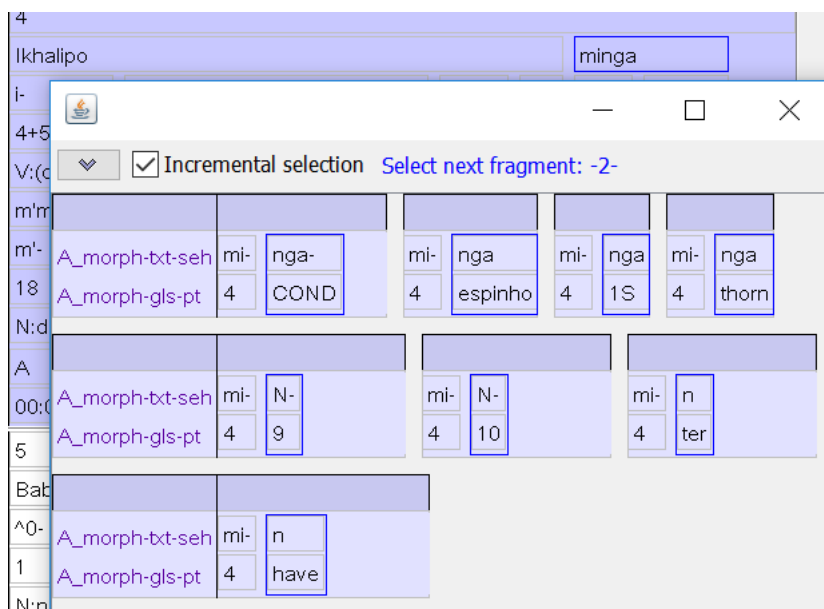 4
Ikhalipo minga
i-
4+5
V:(c
m'm
m'-
18
N:d
A
00:0
5
Bab
^0-
1
N:n
Incremental selection Select next fragment: -2-
A_morph-txt-seh mi- nga- mi- nga mi- nga mi- nga
A_morph-gls-pt 4 COND 4 espinho 4 1S 4 thorn
A_morph-txt-seh mi- N- mi- N- mi- n
A_morph-gls-pt 4 9 4 10 4 ter
A_morph-txt-seh mi- n
A_morph-gls-pt 4 have